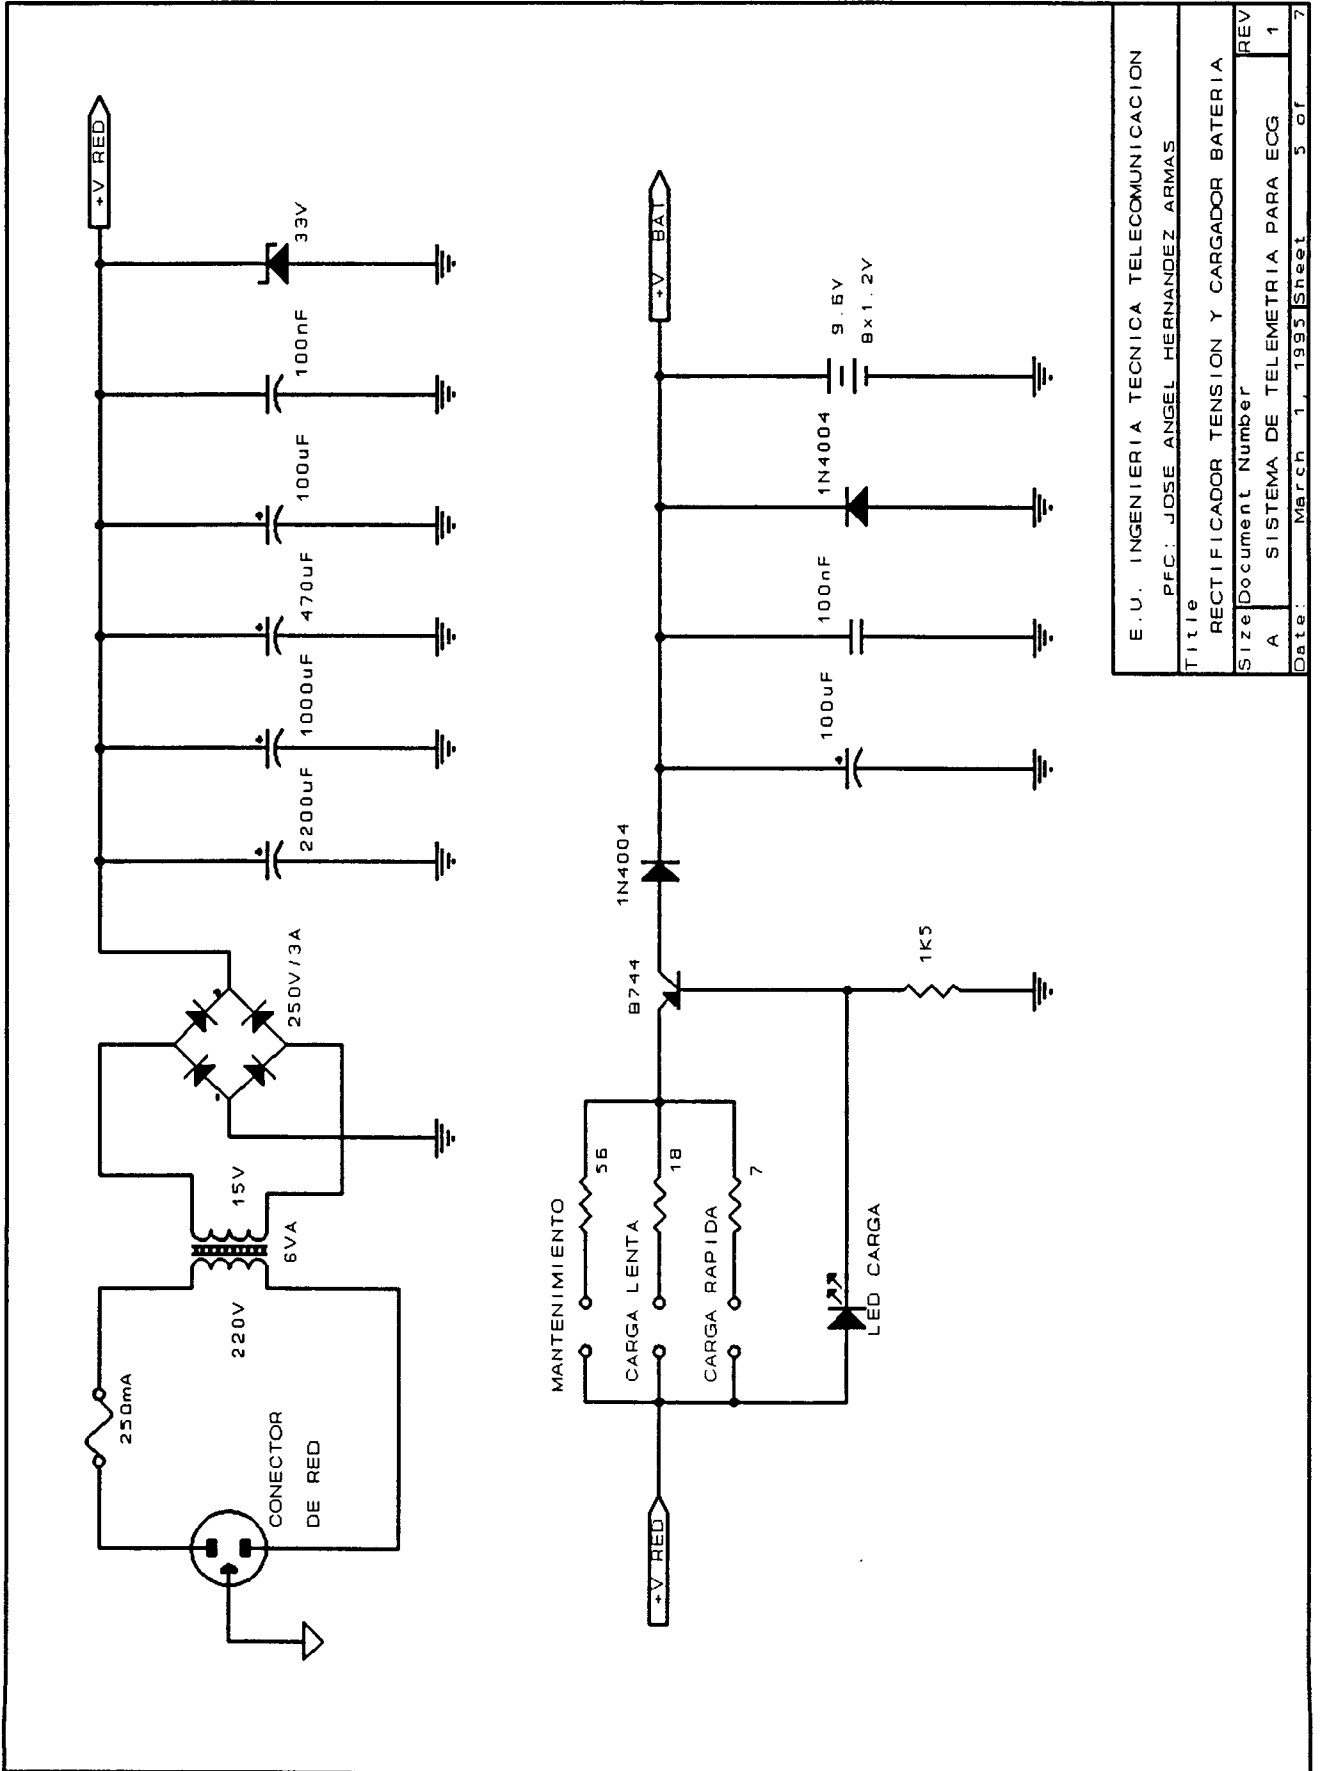 CONECTOR
DE RED
250mA
220V
6VA
15V
250V/3A
2200uF
1000uF
470uF
100uF
100nF
33V
+V RED
+V RED
MANTENIMIENTO
56
CARGA LENTA
18
CARGA RAPIDA
7
LED CARGA
B744
1K5
1N4004
100uF
100nF
1N4004
9.6V
8x1.2V
+V BAT
E.U. INGENIERIA TECNICA TELECOMUNICACION
PFC: JOSE ANGEL HERNANDEZ ARMAS
Title
RECTIFICADOR TENSION Y CARGADOR BATERIA
Size Document Number REV
A SISTEMA DE TELEMETRIA PARA ECG 1
Date: March 1, 1995 Sheet 5 of 7